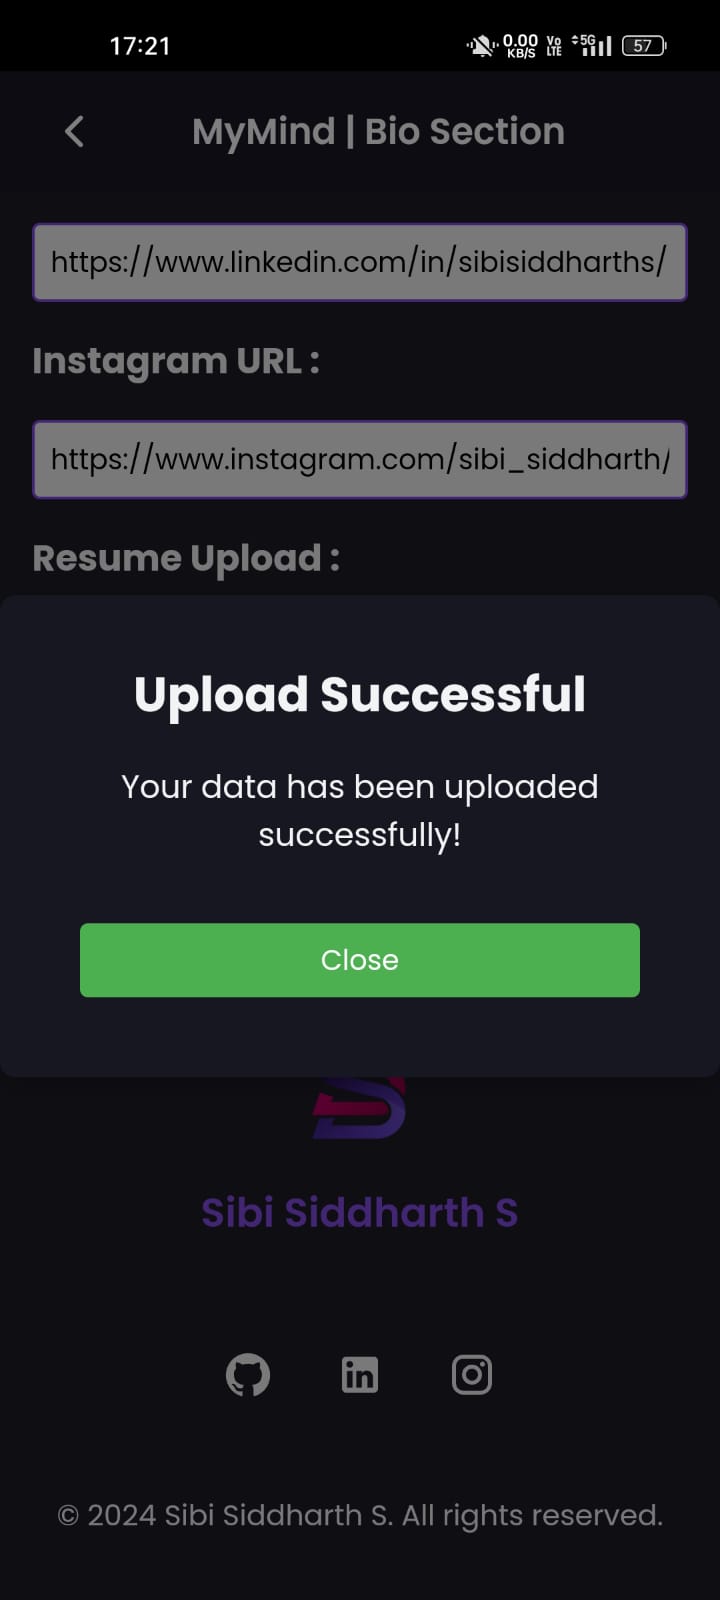 17:21
0.00
KB/S
Vo
LTE
5G
57
MyMind | Bio Section
https://www.linkedin.com/in/sibisiddharths/
Instagram URL :
https://www.instagram.com/sibi_siddharth/
Resume Upload :
Upload Successful
Your data has been uploaded
successfully!
Close
Sibi Siddharth S
in
© 2024 Sibi Siddharth S. All rights reserved.